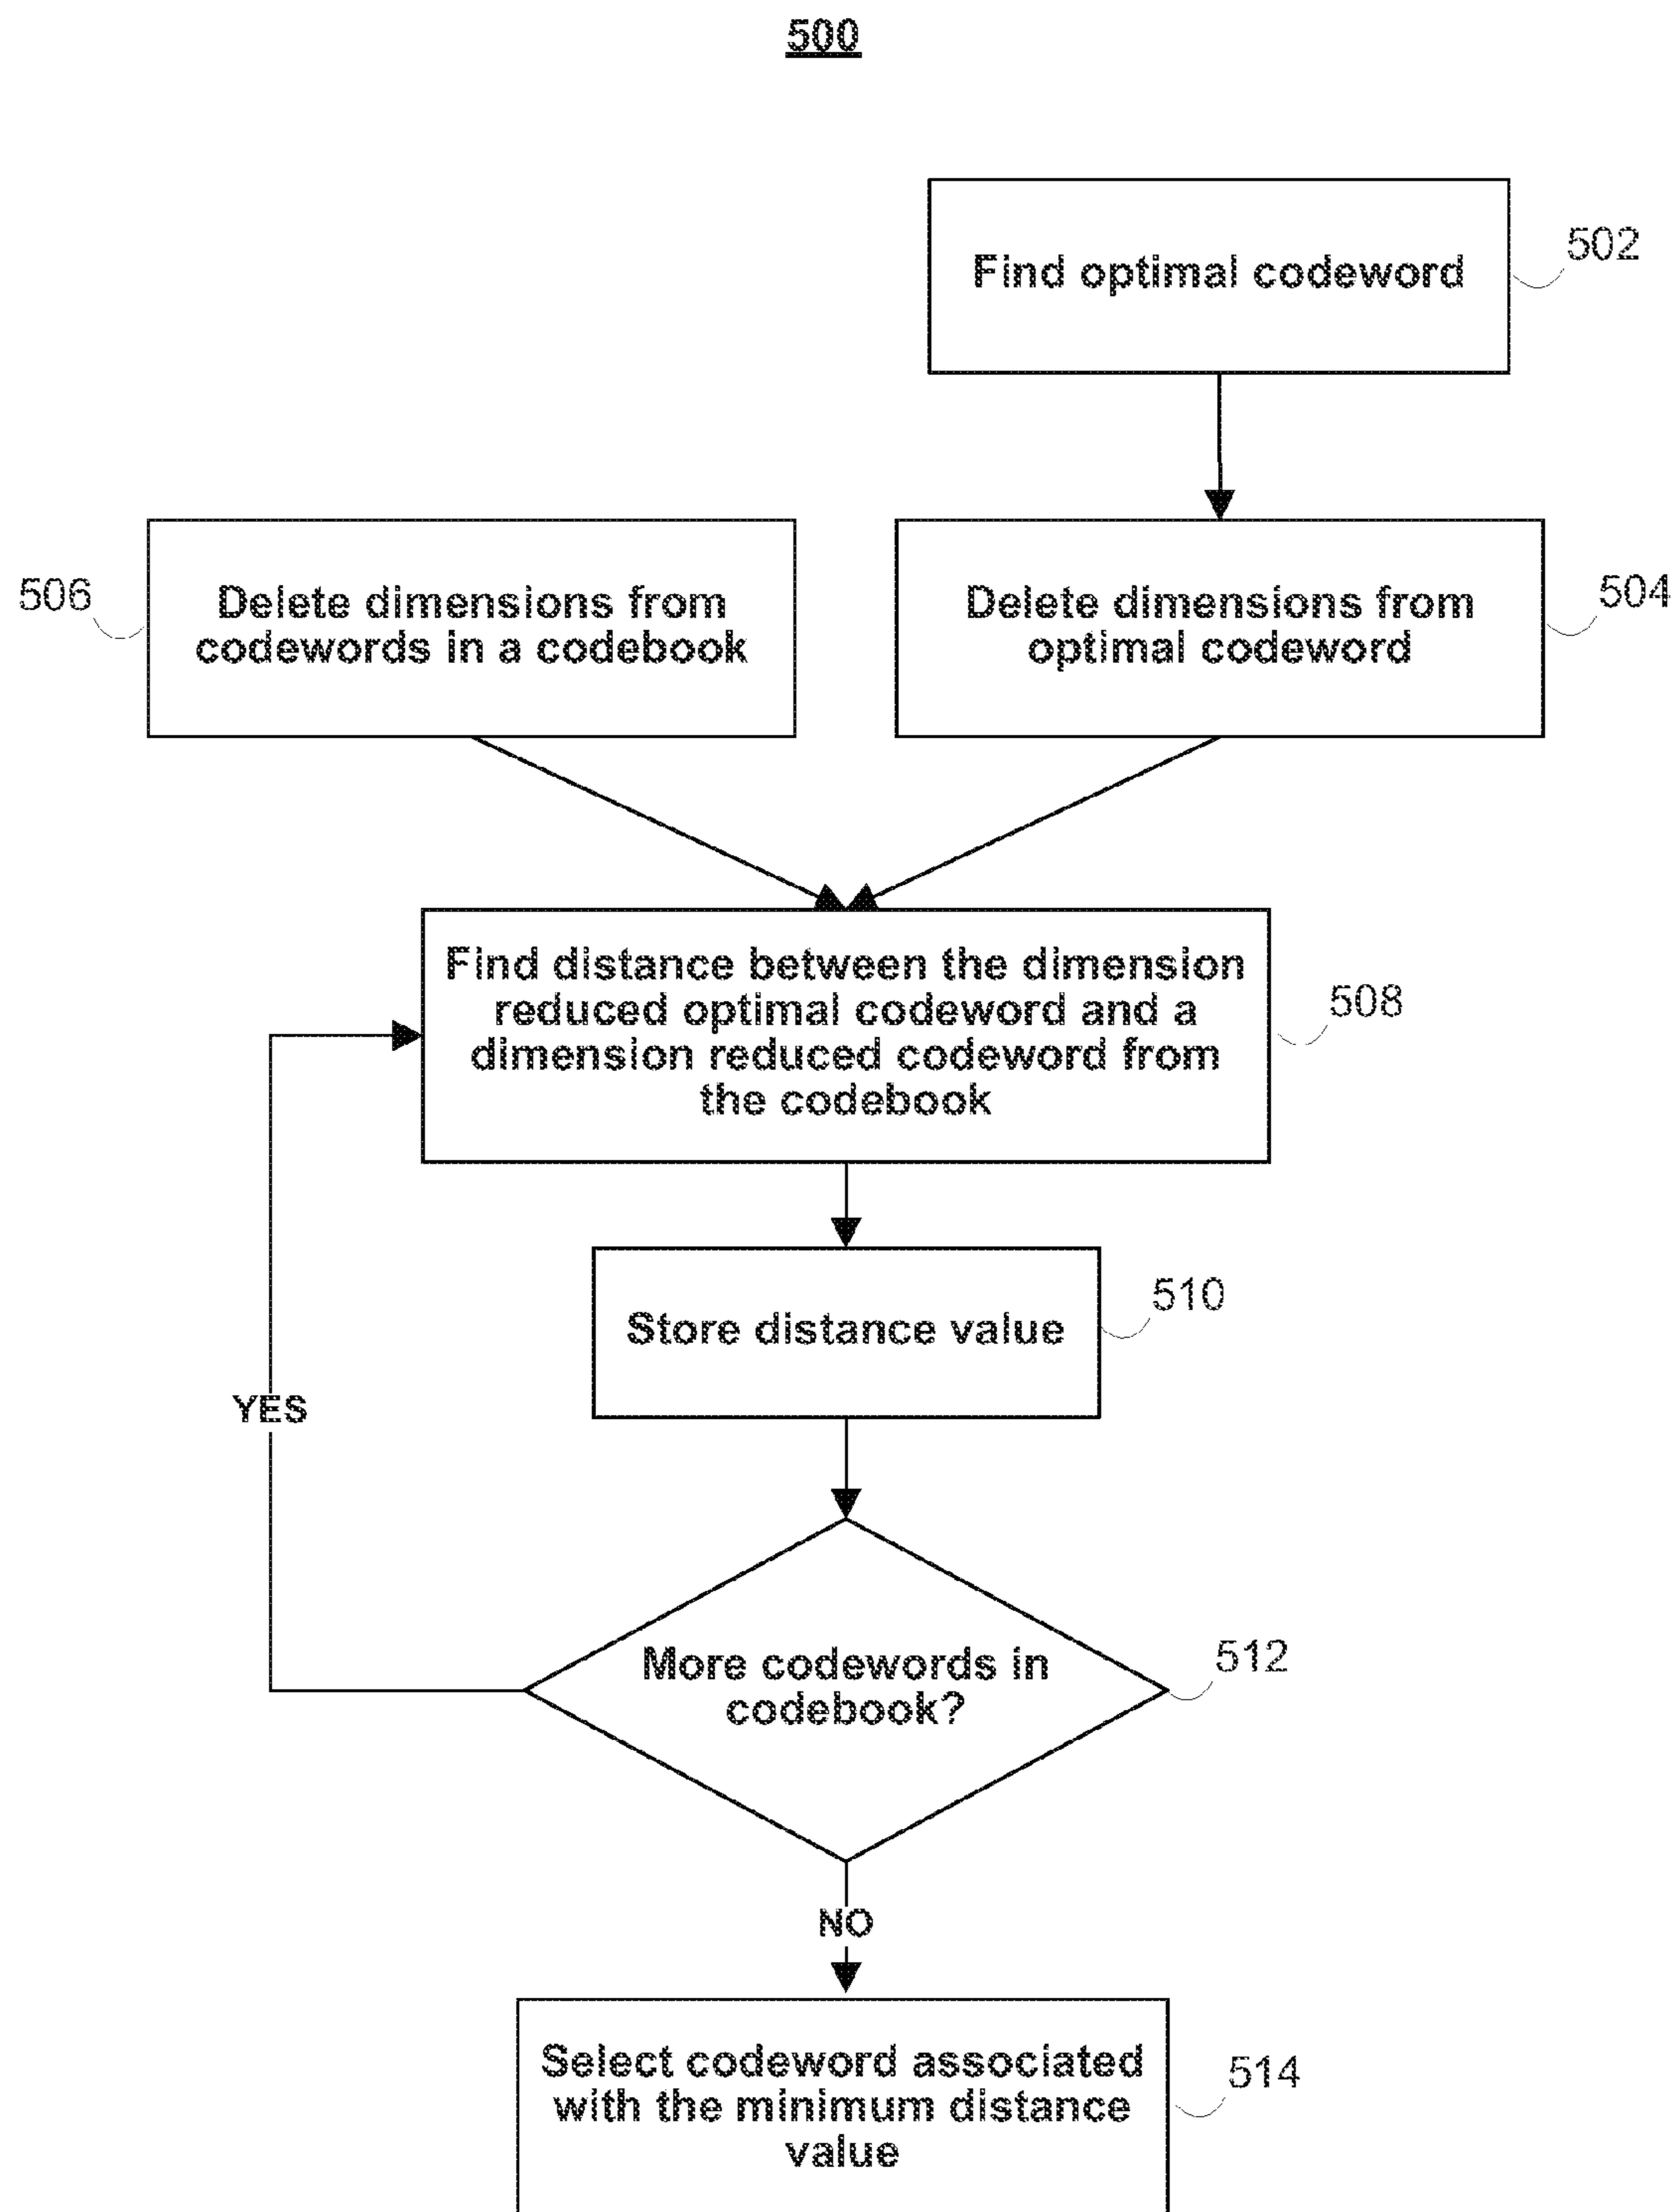 500
Find optimal codeword
502
506
Delete dimensions from
codewords in a codebook
Delete dimensions from
optimal codeword
504
Find distance between the dimension
reduced optimal codeword and a
dimension reduced codeword from
the codebook
508
Store distance value
510
YES
More codewords in
codebook?
512
NO
Select codeword associated
with the minimum distance
value
514